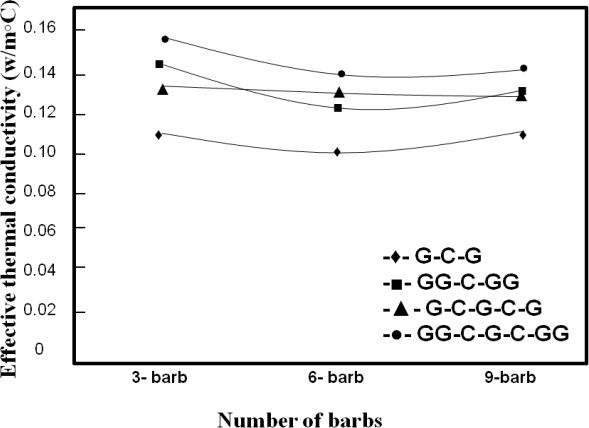 Effective thermal conductivity (w/m°C)
0.16
0.14
0.12
0.10
0.08
0.06
0.04
0.02
0
-◆- G-C-G
-■- GG-C-GG
-▲- G-C-G-C-G
-●- GG-C-G-C-GG
3- barb 6- barb 9-barb
Number of barbs